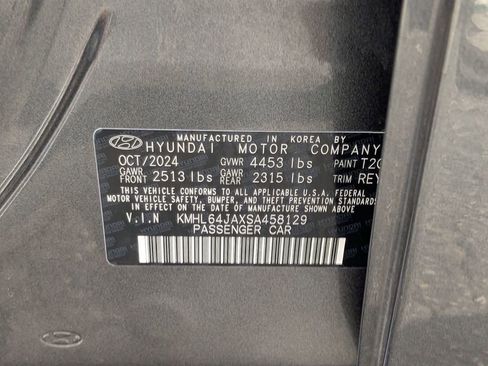 MANUFACTURED IN KOREA BY
HYUNDAI MOTOR COMPANY
OCT/2024 GVWR 4453 lbs PAINT T2G
GAWR FRONT 2513 lbs GAWR REAR 2315 lbs TRIM REY
THIS VEHICLE CONFORMS TO ALL APPLICABLE U.S.A. FEDERAL
MOTOR VEHICLE SAFETY, BUMPER, AND THEFT PREVENTION STANDARDS
IN EFFECT ON THE DATE OF MANUFACTURE SHOWN ABOVE.
V.I.N KMHL64JAXSA458129
PASSENGER CAR